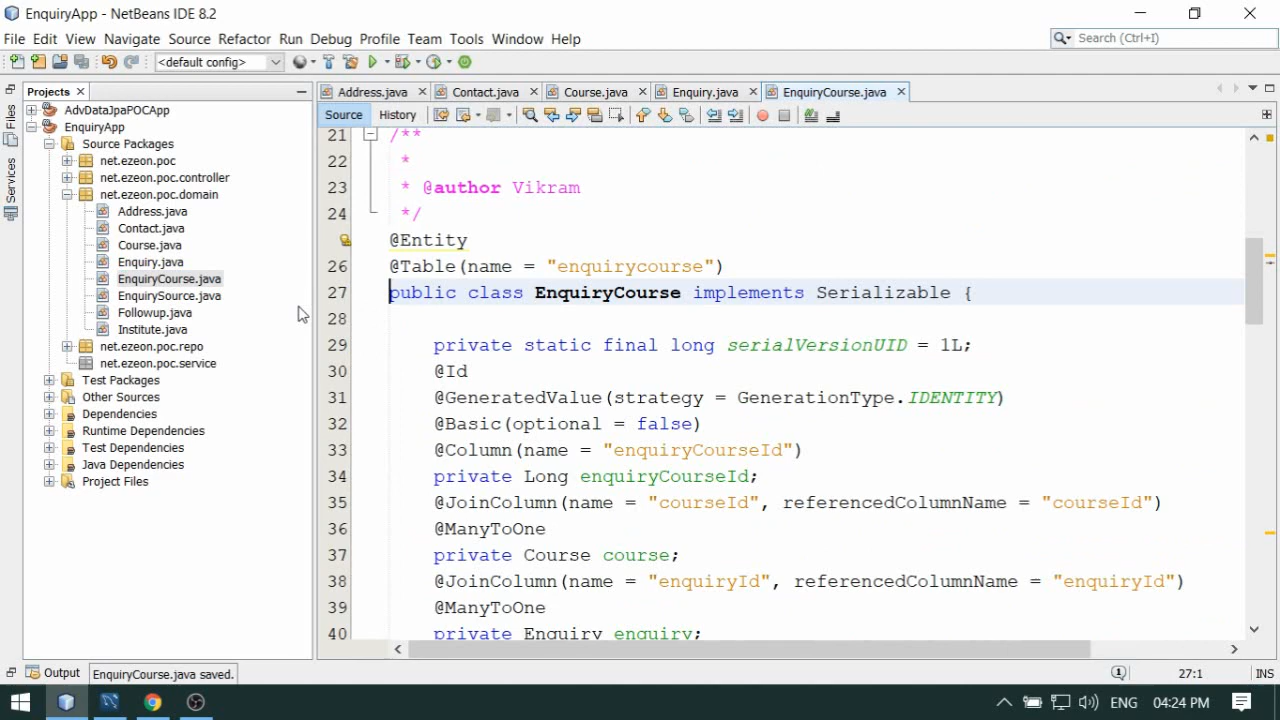 EnquiryApp - NetBeans IDE 8.2
File Edit View Navigate Source Refactor Run Debug Profile Team Tools Window Help
Search (Ctrl+I)
<default config>
Projects
Address.java Contact.java Course.java Enquiry.java EnquiryCourse.java
Files
Services
Source History
AdvDataJpaPOCApp
EnquiryApp
Source Packages
net.ezeon.poc
net.ezeon.poc.controller
net.ezeon.poc.domain
Address.java
Contact.java
Course.java
Enquiry.java
EnquiryCourse.java
EnquirySource.java
Followup.java
Institute.java
net.ezeon.poc.repo
net.ezeon.poc.service
Test Packages
Other Sources
Dependencies
Runtime Dependencies
Test Dependencies
Java Dependencies
Project Files
21 /**
22 *
23 * @author Vikram
24 */
@Entity
26 @Table(name = "enquirycourse")
27 public class EnquiryCourse implements Serializable {
28
29 private static final long serialVersionUID = 1L;
30 @Id
31 @GeneratedValue(strategy = GenerationType.IDENTITY)
32 @Basic(optional = false)
33 @Column(name = "enquiryCourseId")
34 private Long enquiryCourseId;
35 @JoinColumn(name = "courseId", referencedColumnName = "courseId")
36 @ManyToOne
37 private Course course;
38 @JoinColumn(name = "enquiryId", referencedColumnName = "enquiryId")
39 @ManyToOne
40 private Enquiry enquiry;
Output
EnquiryCourse.java saved.
1
27:1
INS
ENG
04:24 PM